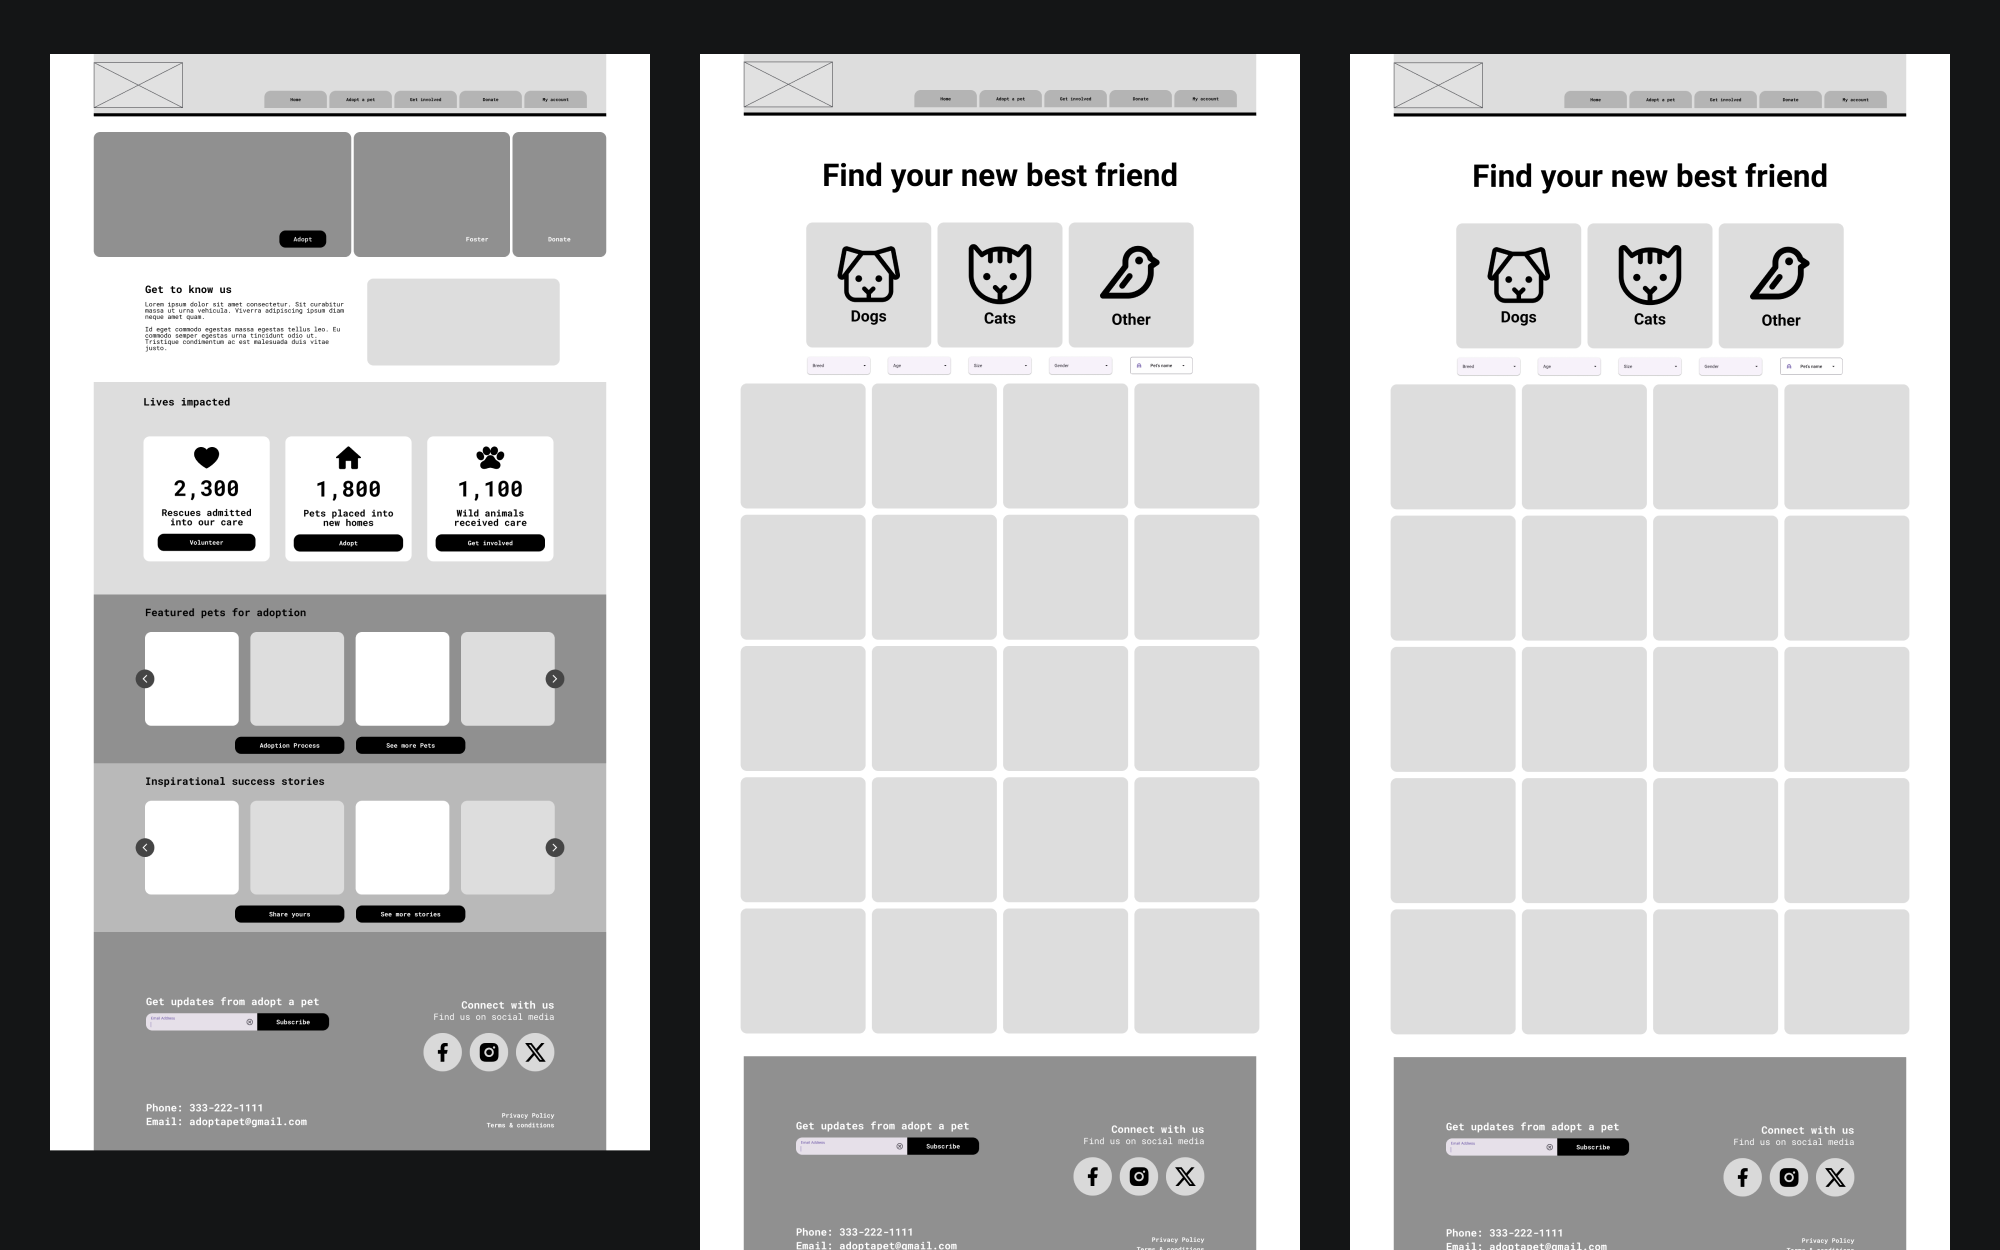 Home
Adopt a pet
Get involved
Donate
My account
Adopt
Foster
Donate
Get to know us
Lorem ipsum dolor sit amet consectetur. Sit curabitur
massa ut urna vehicula. Viverra adipiscing ipsum diam
neque amet quam.
Id eget commodo egestas massa egestas tellus leo. Eu
commodo semper egestas urna tincidunt odio ut.
Tristique condimentum ac est malesuada duis vitae
justo.
Lives impacted
2,300
Rescues admitted
into our care
Volunteer
1,800
Pets placed into
new homes
Adopt
1,100
Wild animals
received care
Get involved
Featured pets for adoption
Adoption Process
See more Pets
Inspirational success stories
Share yours
See more stories
Get updates from adopt a pet
Email Address
Subscribe
Connect with us
Find us on social media
Phone: 333-222-1111
Email: adoptapet@gmail.com
Privacy Policy
Terms & conditions
Home
Adopt a pet
Get involved
Donate
My account
Find your new best friend
Dogs
Cats
Other
Breed
Age
Size
Gender
Pet's name
Get updates from adopt a pet
Email Address
Subscribe
Connect with us
Find us on social media
Phone: 333-222-1111
Email: adoptapet@gmail.com
Privacy Policy
Terms & conditions
Home
Adopt a pet
Get involved
Donate
My account
Find your new best friend
Dogs
Cats
Other
Breed
Age
Size
Gender
Pet's name
Get updates from adopt a pet
Email Address
Subscribe
Connect with us
Find us on social media
Phone: 333-222-1111
Email: adoptapet@gmail.com
Privacy Policy
Terms & conditions